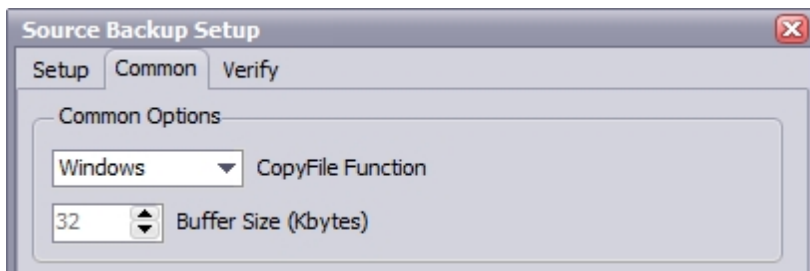 Source Backup Setup
Setup Common Verify
Common Options
Windows CopyFile Function
32 Buffer Size (Kbytes)